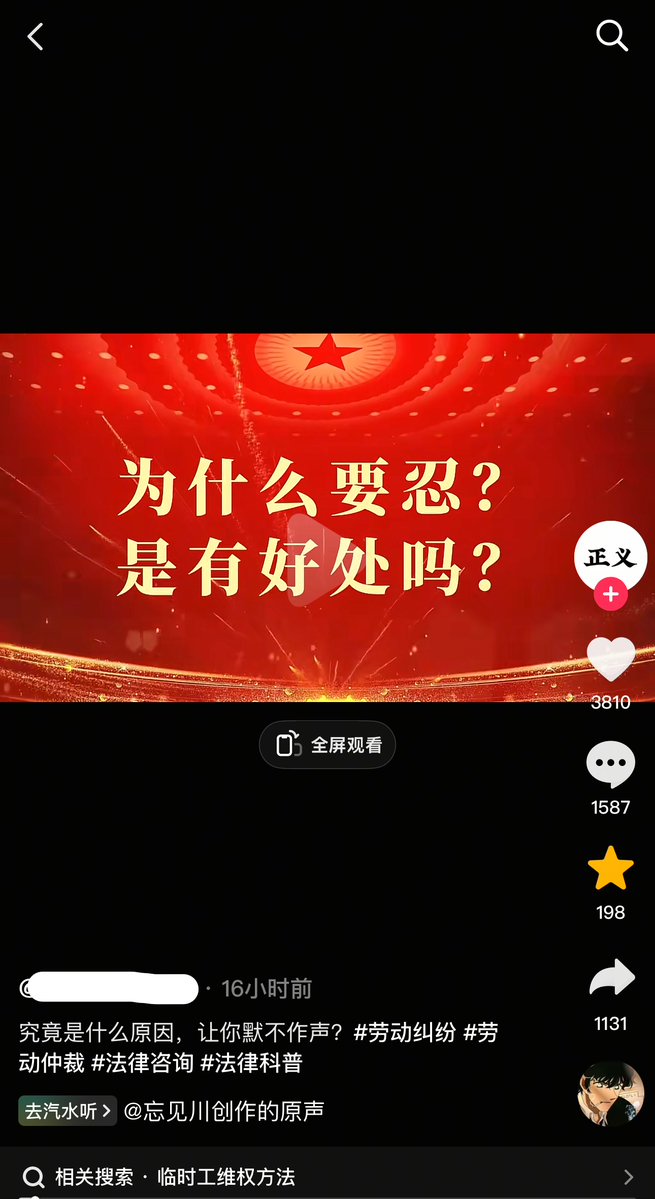 为什么要忍？
是有好处吗？
正义
3810
全屏观看
1587
198
1131
@
· 16小时前
究竟是什么原因，让你默不作声？#劳动纠纷 #劳
动仲裁 #法律咨询 #法律科普
去汽水听 @忘见川创作的原声
相关搜索 · 临时工维权方法